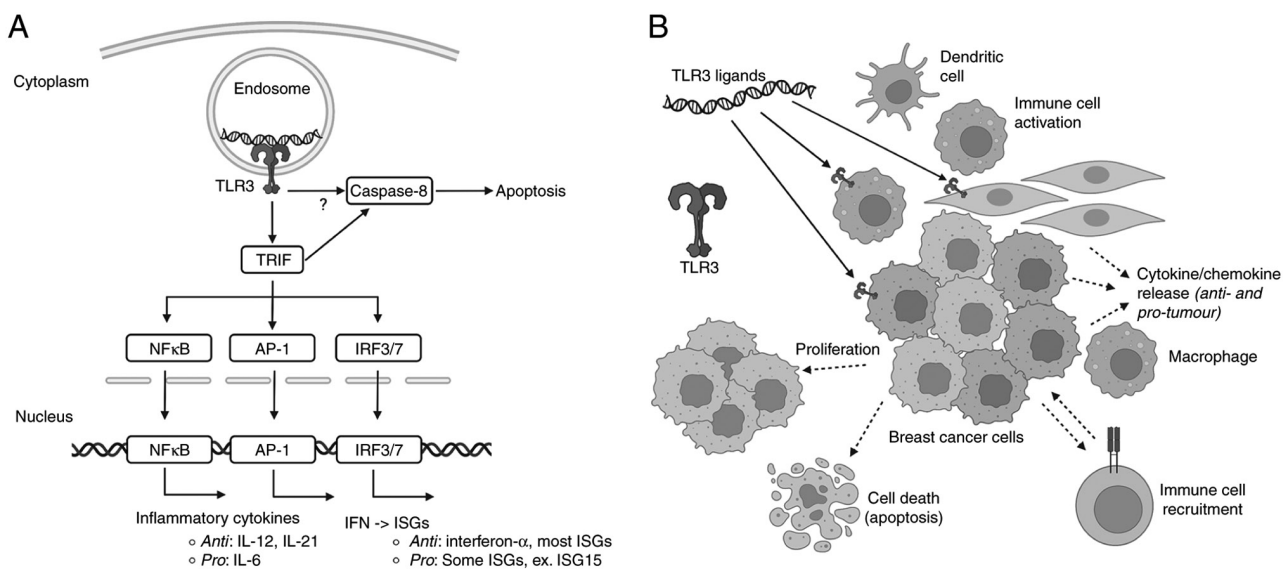 A
Cytoplasm
Endosome
TLR3
?
Caspase-8
Apoptosis
TRIF
NFκB
AP-1
IRF3/7
Nucleus
NFκB
AP-1
IRF3/7
Inflammatory cytokines
Anti: IL-12, IL-21
Pro: IL-6
IFN -> ISGs
Anti: interferon-α, most ISGs
Pro: Some ISGs, ex. ISG15
B
TLR3 ligands
Dendritic
cell
Immune cell
activation
TLR3
Cytokine/chemokine
release (anti- and
pro-tumour)
Macrophage
Proliferation
Breast cancer cells
Cell death
(apoptosis)
Immune cell
recruitment